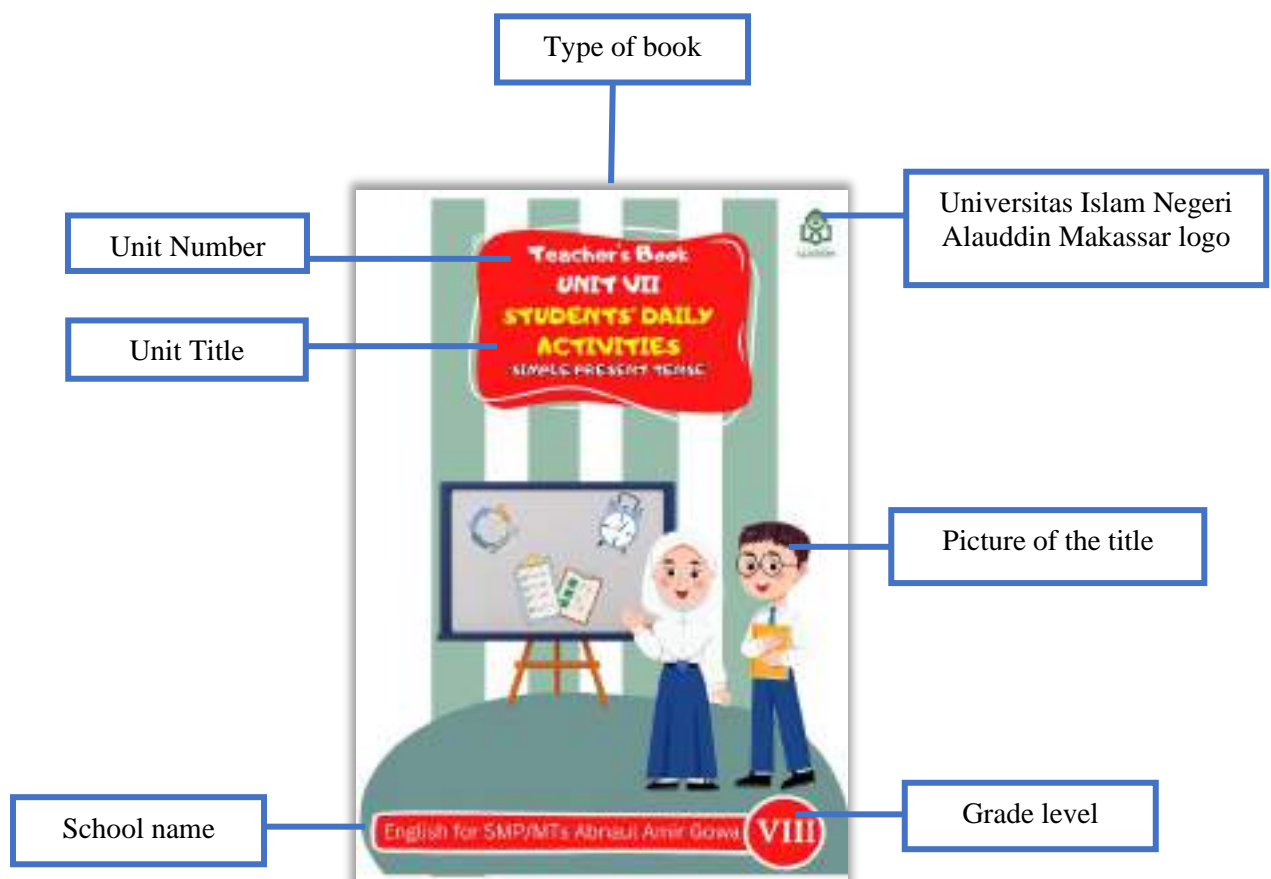 Type of book
Universitas Islam Negeri
Alauddin Makassar logo
Unit Number
Teacher's Book
UNIT VII
STUDENTS' DAILY
ACTIVITIES
SIMPLE PRESENT TENSE
Unit Title
Picture of the title
School name
English for SMP/MTs Abnaul Amir Gowa
VIII
Grade level